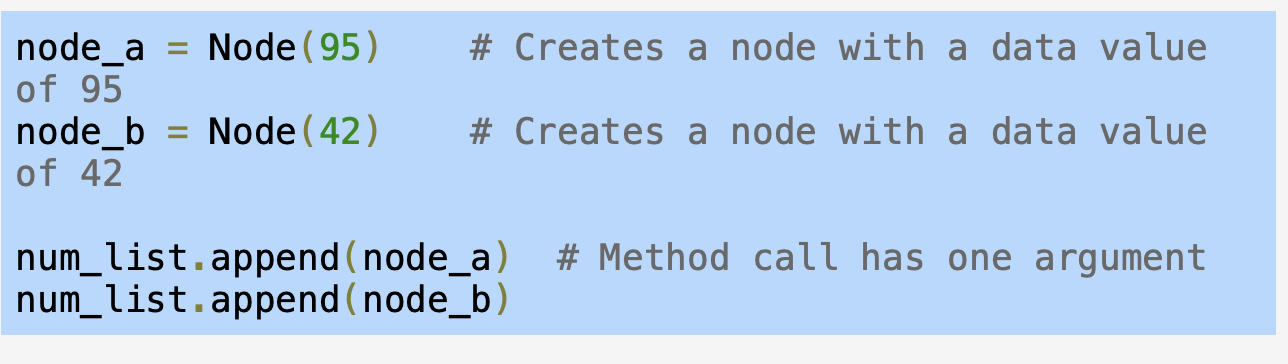 node_a = Node(95)    # Creates a node with a data value
of 95
node_b = Node(42)    # Creates a node with a data value
of 42

num_list.append(node_a)  # Method call has one argument
num_list.append(node_b)